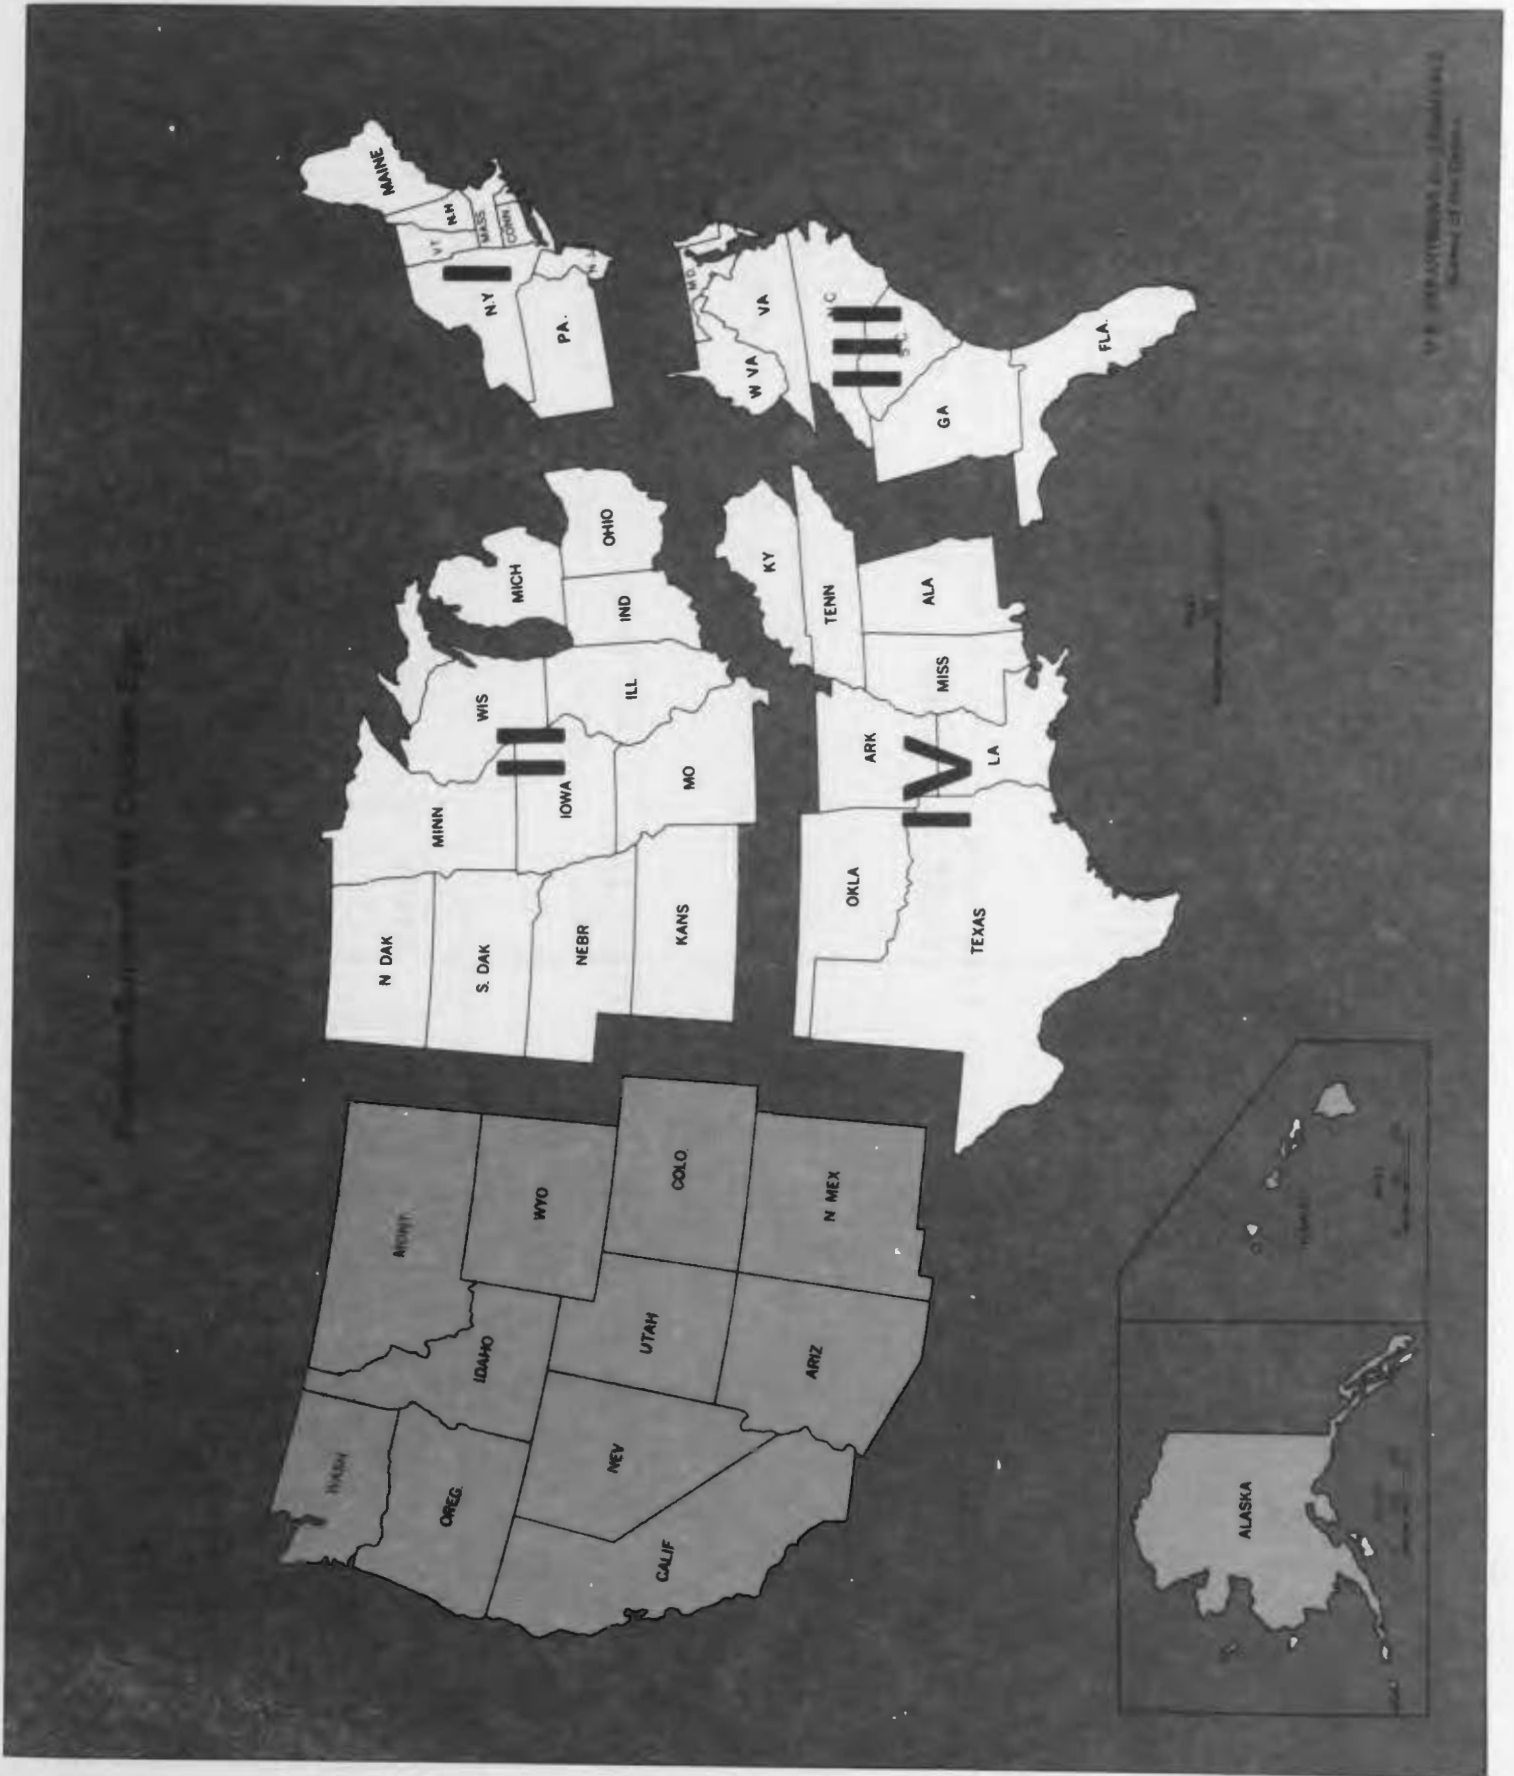 WASH
OREG.
CALIF
NEV
IDAHO
MONT
WYO
UTAH
COLO.
ARIZ
N MEX
N DAK
S. DAK
NEBR
KANS
MINN
IOWA
MO
WIS
ILL
MICH
IND
OHIO
II
MAINE
N.H
VT
MASS
CONN
N.Y
PA.
N.J.
I
MD.
VA
W VA
N.C
S.C.
GA
FLA.
III
KY
TENN
ALA
MISS
ARK
LA
OKLA
TEXAS
IV
ALASKA